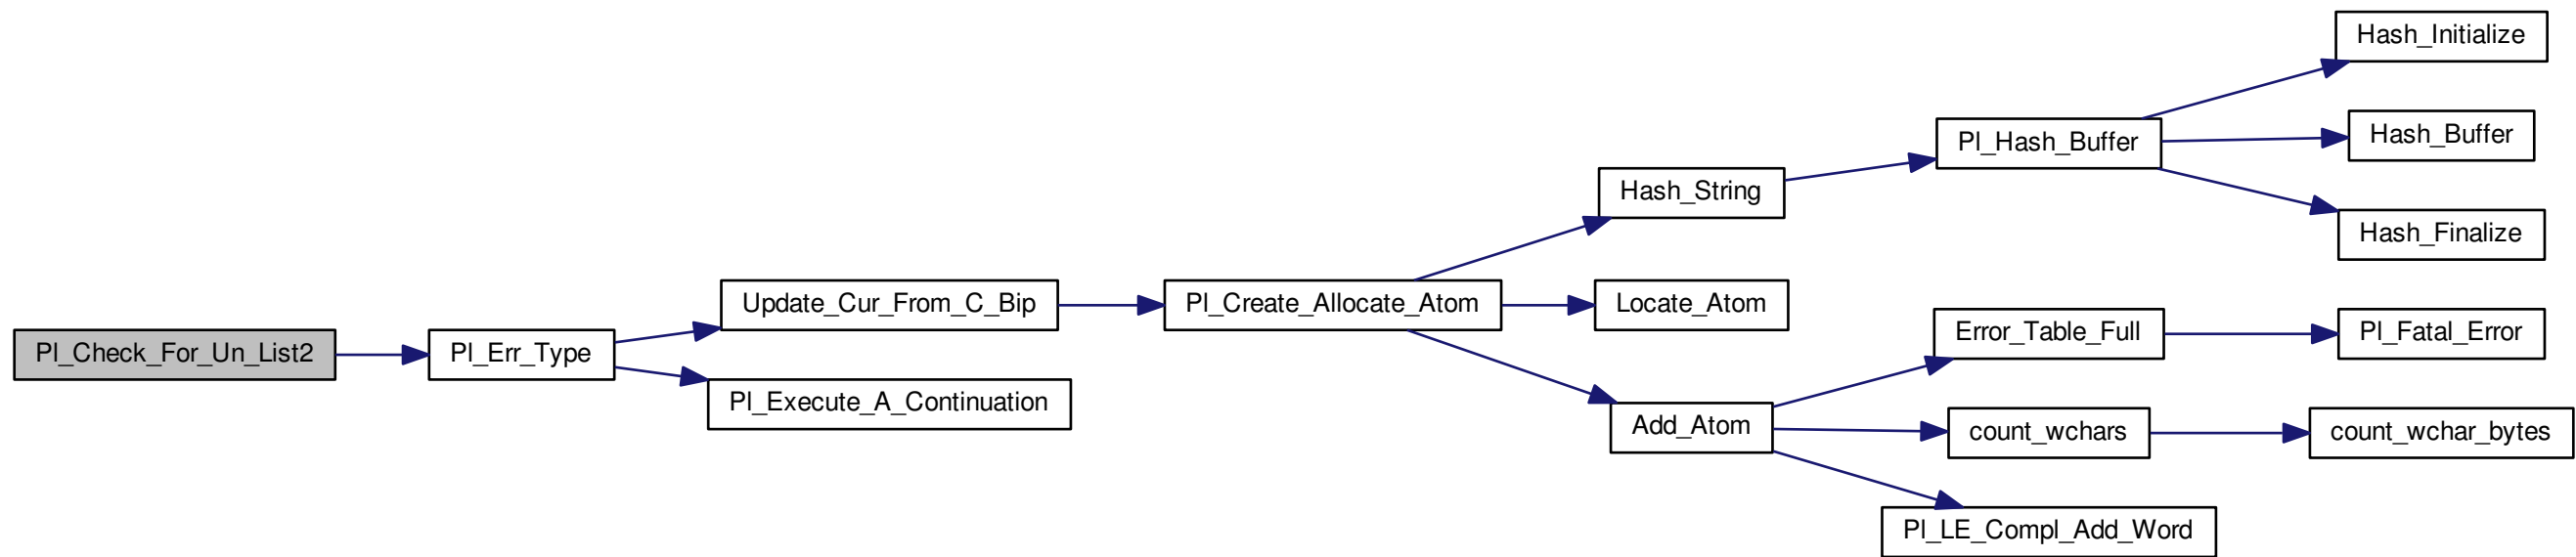 Pl_Check_For_Un_List2
Pl_Err_Type
Update_Cur_From_C_Bip
Pl_Execute_A_Continuation
Pl_Create_Allocate_Atom
Hash_String
Locate_Atom
Add_Atom
Pl_Hash_Buffer
Error_Table_Full
count_wchars
Pl_LE_Compl_Add_Word
Hash_Initialize
Hash_Buffer
Hash_Finalize
Pl_Fatal_Error
count_wchar_bytes